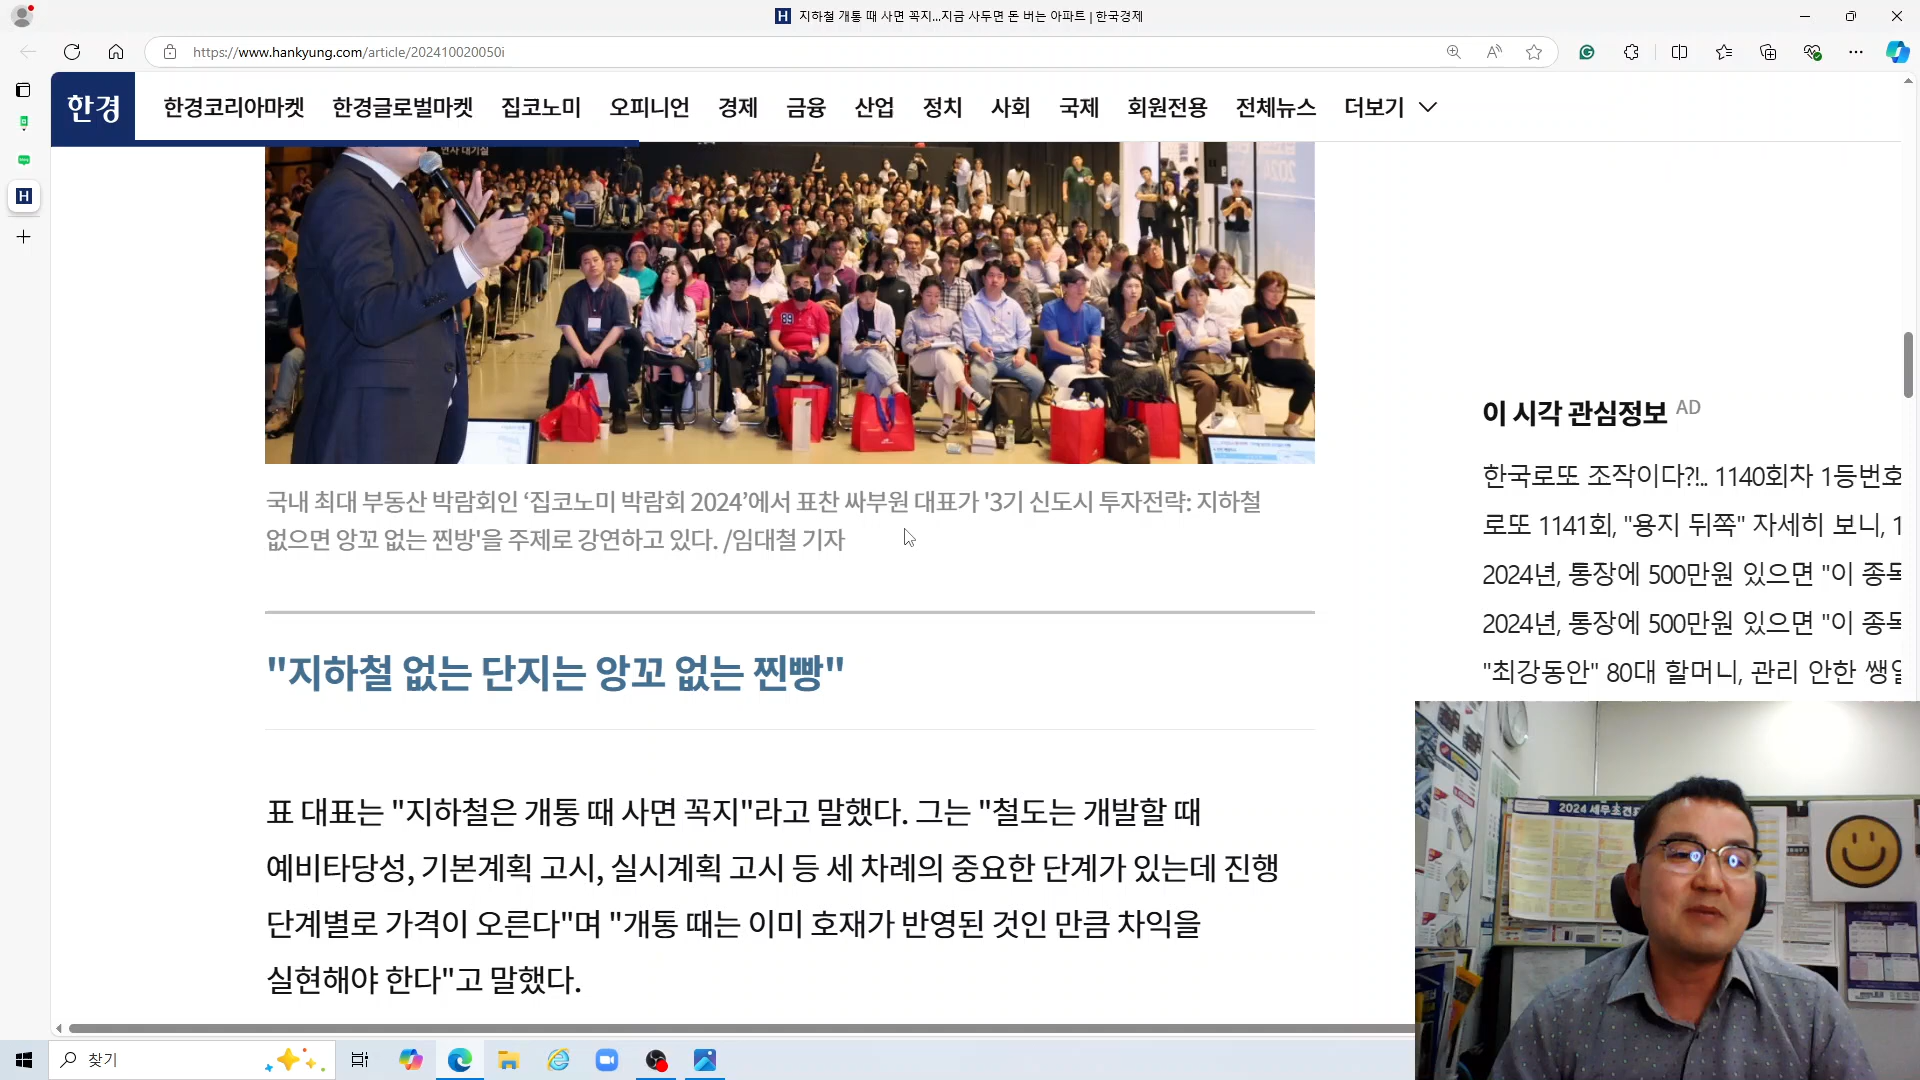 지하철 개통 때 사면 꼭지...지금 사두면 돈 버는 아파트 | 한국경제
https://www.hankyung.com/article/202410020050i
한경
한경코리아마켓 한경글로벌마켓 집코노미 오피니언 경제 금융 산업 정치 사회 국제 회원전용 전체뉴스 더보기
연사 대기실
89
국내 최대 부동산 박람회인 ‘집코노미 박람회 2024’에서 표찬 싸부원 대표가 '3기 신도시 투자전략: 지하철
없으면 앙꼬 없는 찐방'을 주제로 강연하고 있다. /임대철 기자
"지하철 없는 단지는 앙꼬 없는 찐빵"
표 대표는 "지하철은 개통 때 사면 꼭지"라고 말했다. 그는 "철도는 개발할 때
예비타당성, 기본계획 고시, 실시계획 고시 등 세 차례의 중요한 단계가 있는데 진행
단계별로 가격이 오른다"며 "개통 때는 이미 호재가 반영된 것인 만큼 차익을
실현해야 한다"고 말했다.
이 시각 관심정보 AD
한국로또 조작이다?!.. 1140회차 1등번호
로또 1141회, "용지 뒤쪽" 자세히 보니, 1
2024년, 통장에 500만원 있으면 "이 종목
2024년, 통장에 500만원 있으면 "이 종목
"최강동안" 80대 할머니, 관리 안한 쌩얼
2024 세무조견표
찾기